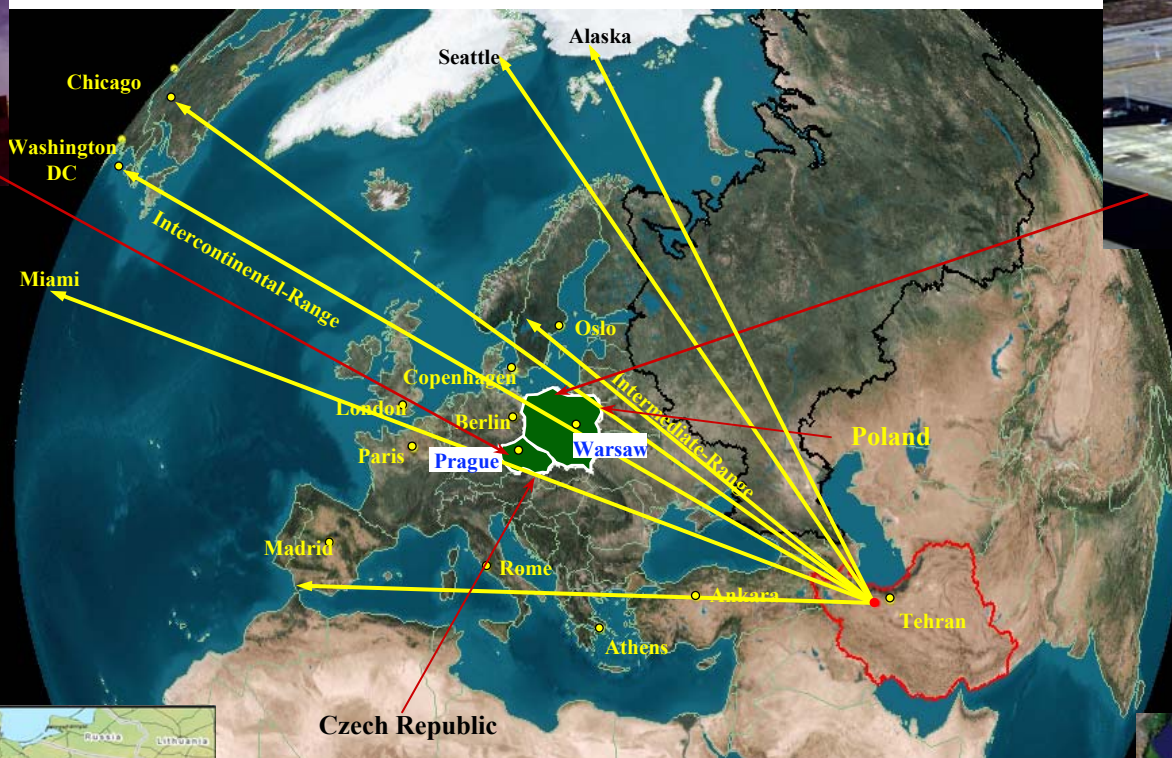 Alaska
Seattle
Chicago
Washington
DC
Intercontinental-Range
Miami
Oslo
Copenhagen
Intermediate-Range
London
Berlin
Poland
Paris
Prague
Warsaw
Madrid
Rome
Ankara
Tehran
Athens
Czech Republic
Russia
Lithuania